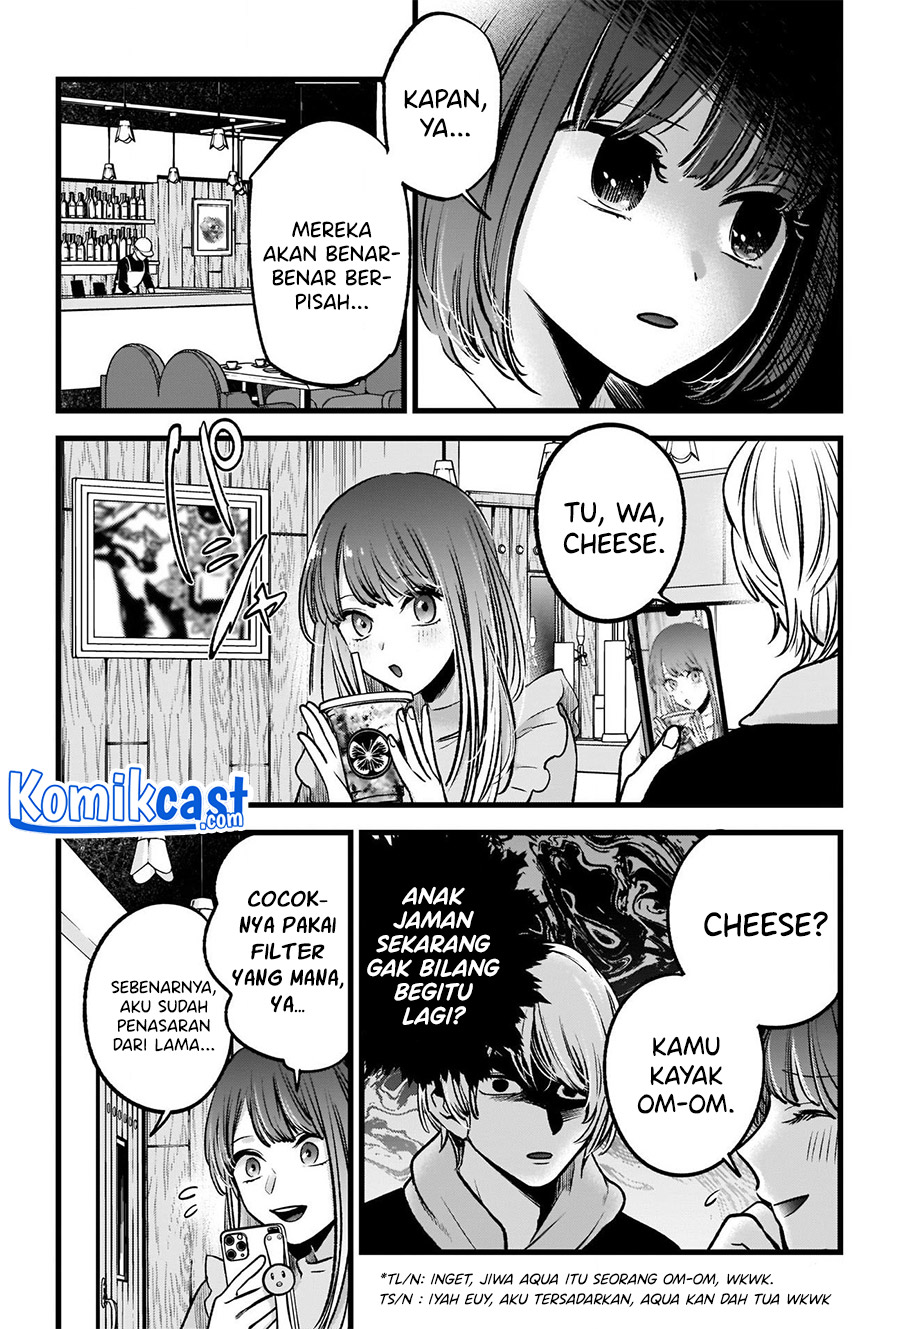 KAPAN,
YA...
MEREKA
AKAN BENAR-
BENAR BER-
PISAH...
パシャ
TU, WA,
CHEESE.
Komikcast
.com
CHEESE?
KAMU
KAYAK
OM-OM.
ANAK
JAMAN
SEKARANG
GAK BILANG
BEGITU
LAGI?
COCOK-
NYA PAKAI
FILTER
YANG MANA,
YA...
SEBENARNYA,
AKU SUDAH
PENASARAN
DARI LAMA...
*TL/N: INGET, JIWA AQUA ITU SEORANG OM-OM, WKWK.
TS/N : IYAH EUY, AKU TERSADARKAN, AQUA KAN DAH TUA WKWK